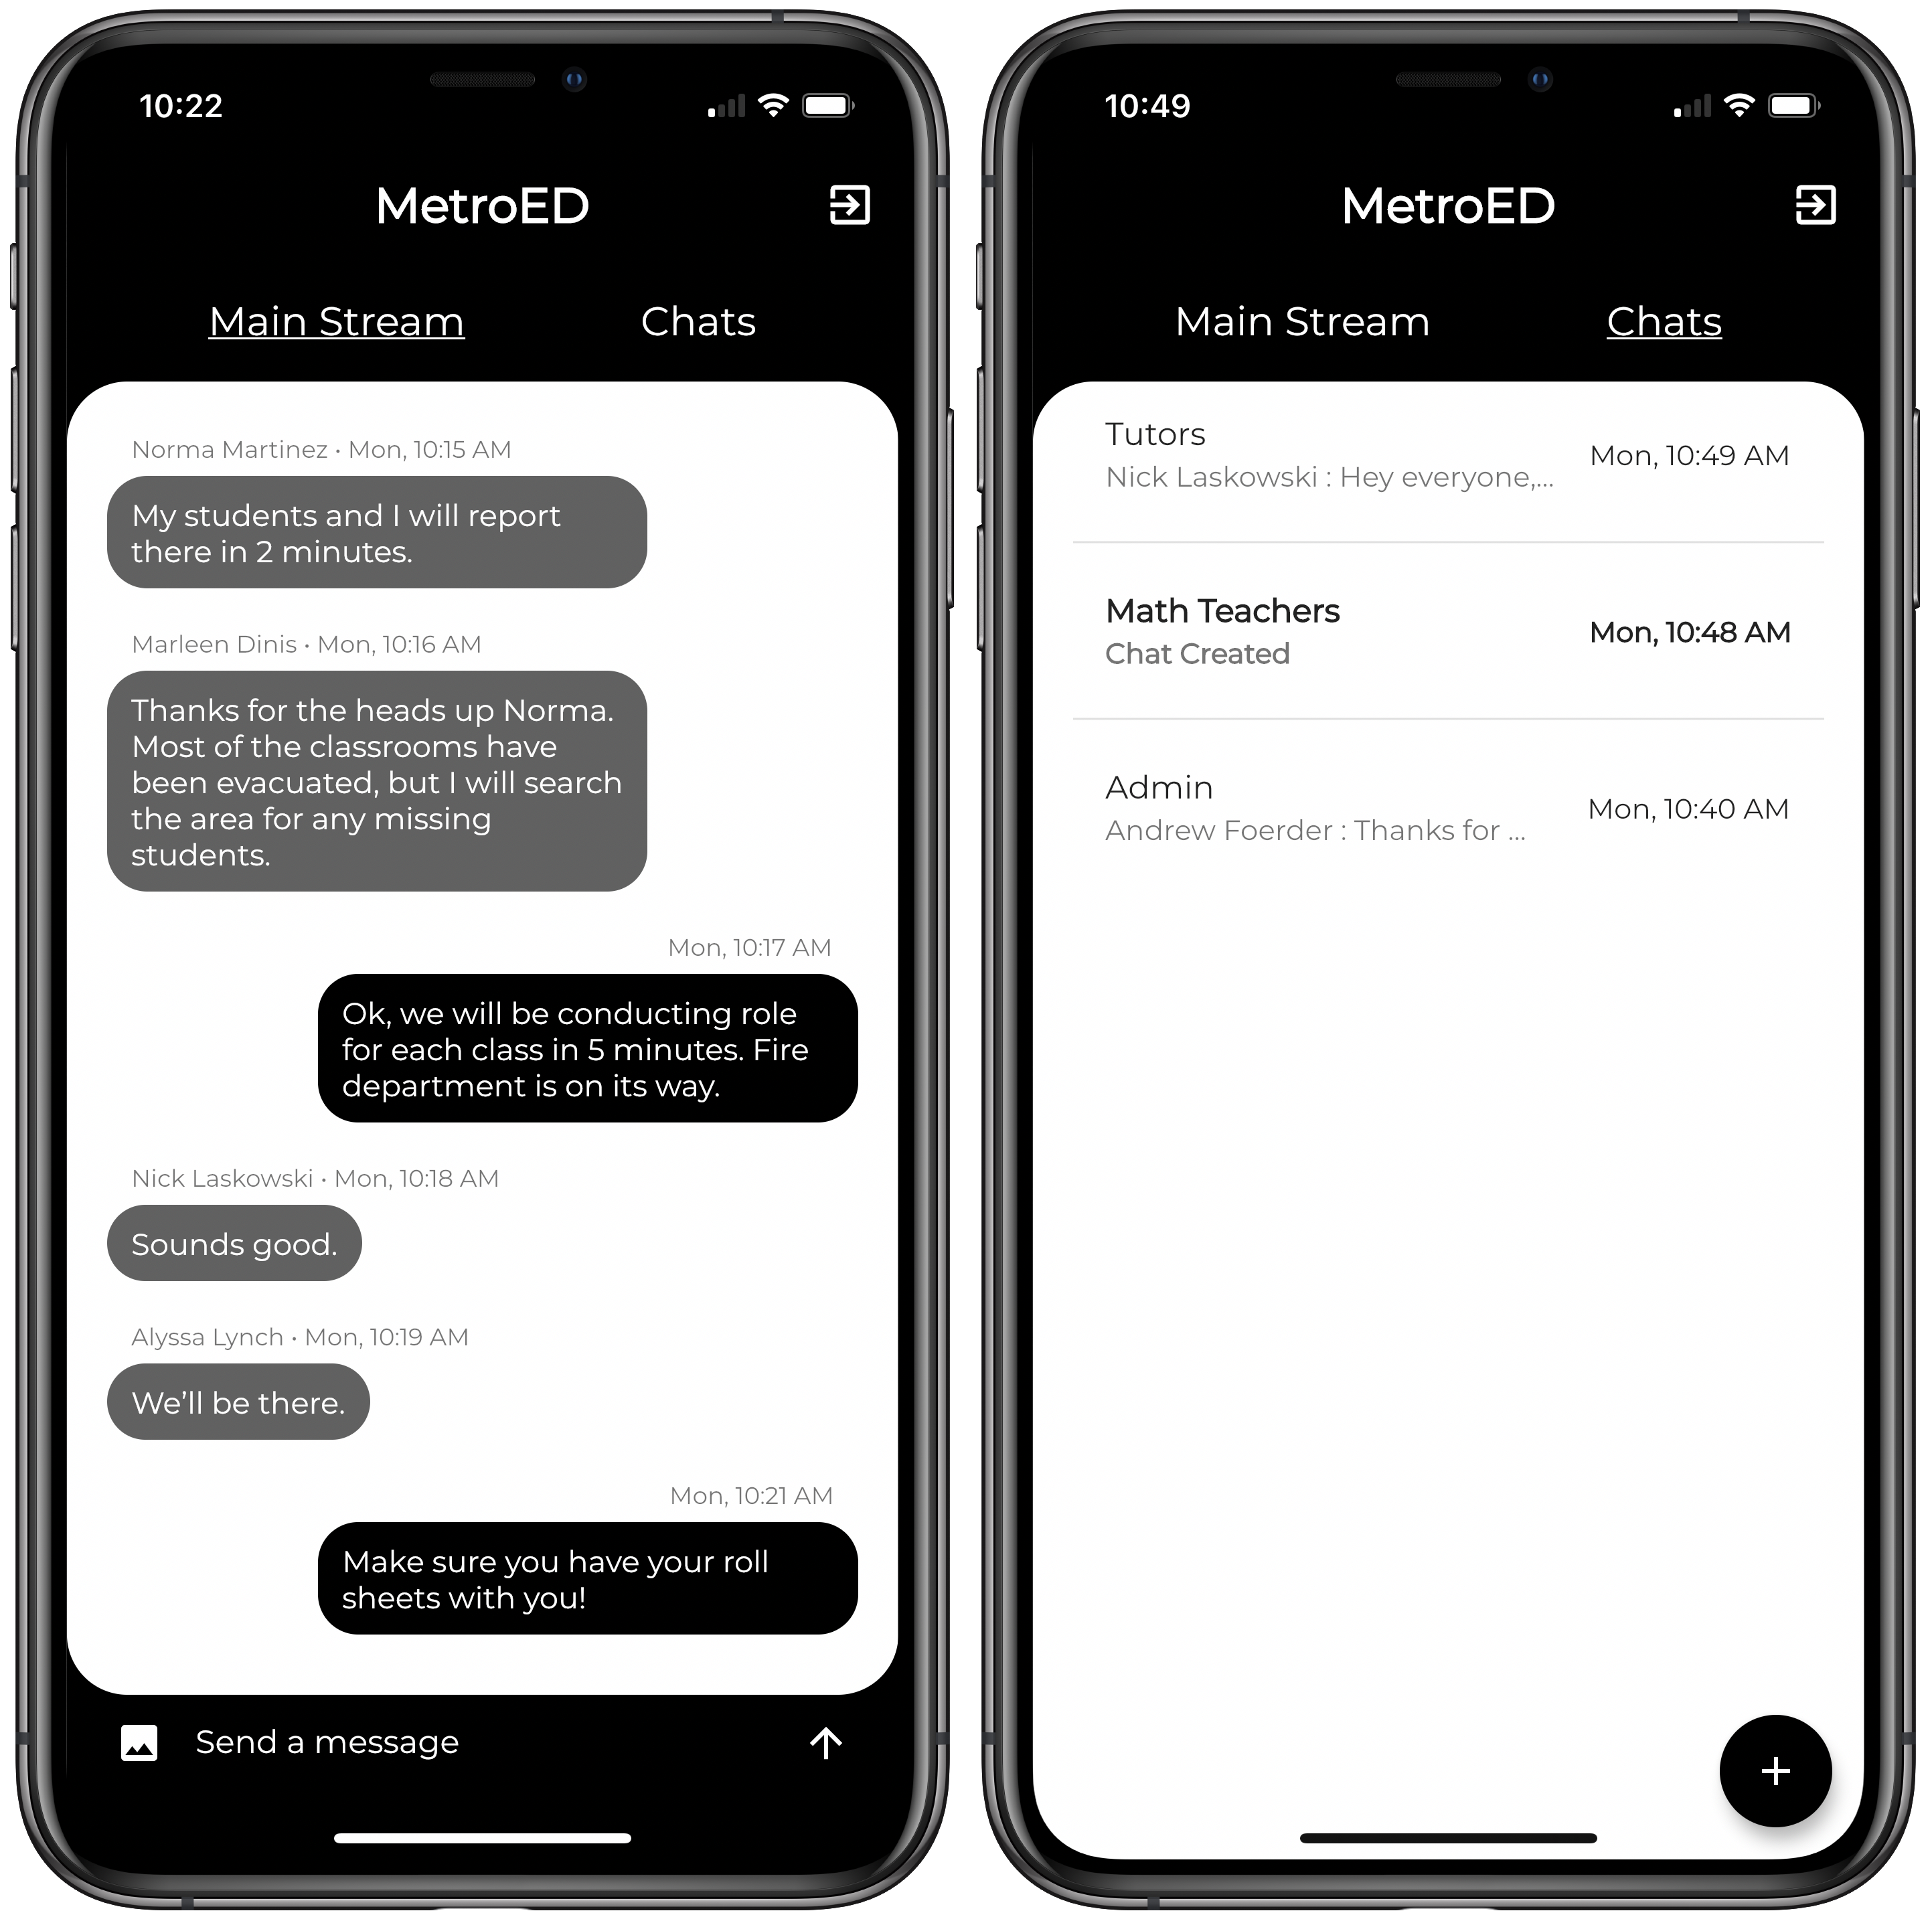 10:22
MetroED
Main Stream Chats
Norma Martinez • Mon, 10:15 AM
My students and I will report
there in 2 minutes.
Marleen Dinis • Mon, 10:16 AM
Thanks for the heads up Norma.
Most of the classrooms have
been evacuated, but I will search
the area for any missing
students.
Mon, 10:17 AM
Ok, we will be conducting role
for each class in 5 minutes. Fire
department is on its way.
Nick Laskowski • Mon, 10:18 AM
Sounds good.
Alyssa Lynch • Mon, 10:19 AM
We’ll be there.
Mon, 10:21 AM
Make sure you have your roll
sheets with you!
Send a message
10:49
MetroED
Main Stream Chats
Tutors
Nick Laskowski : Hey everyone,...
Mon, 10:49 AM
Math Teachers
Chat Created
Mon, 10:48 AM
Admin
Andrew Foerder : Thanks for ...
Mon, 10:40 AM